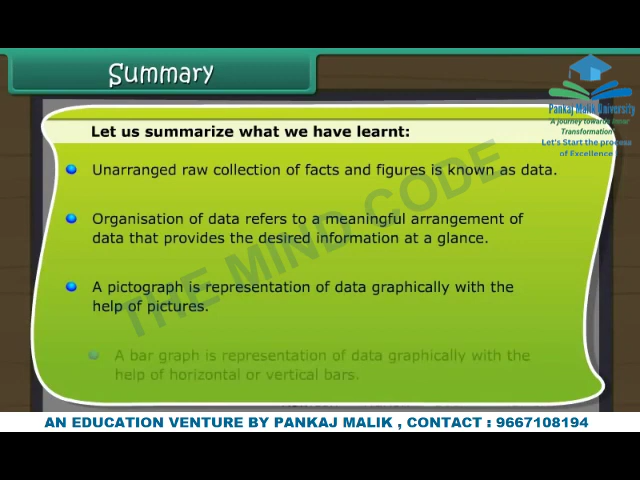 Summary
Pankaj Malik University
A journey towards Inner
Transformation
Let's Start the process
of Excellence
Let us summarize what we have learnt:
Unarranged raw collection of facts and figures is known as data.
Organisation of data refers to a meaningful arrangement of
data that provides the desired information at a glance.
A pictograph is representation of data graphically with the
help of pictures.
A bar graph is representation of data graphically with the
help of horizontal or vertical bars.
THE MIND CODE
AN EDUCATION VENTURE BY PANKAJ MALIK , CONTACT : 9667108194